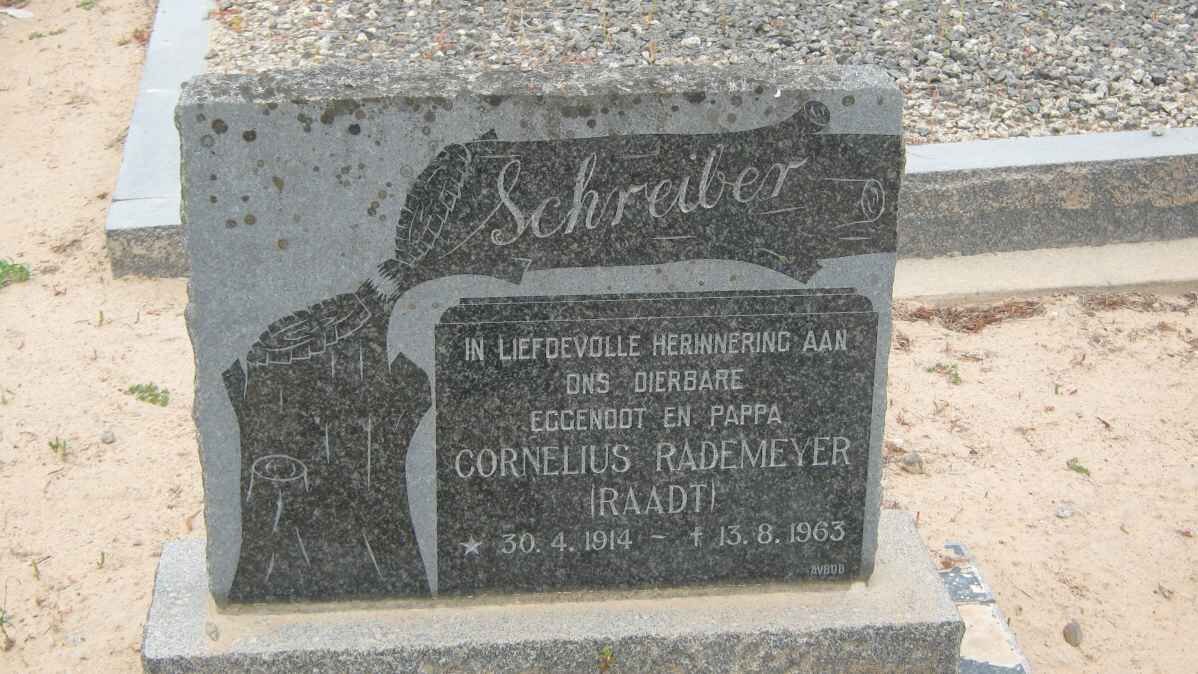 Schreiber
IN LIEFDEVOLLE HERINNERING AAN
ONS DIERBARE
EGGENOOT EN PAPPA
CORNELIUS RADEMEYER
(RAADT)
★ 30. 4. 1914 ~ ✝ 13. 8. 1963
AVBOB